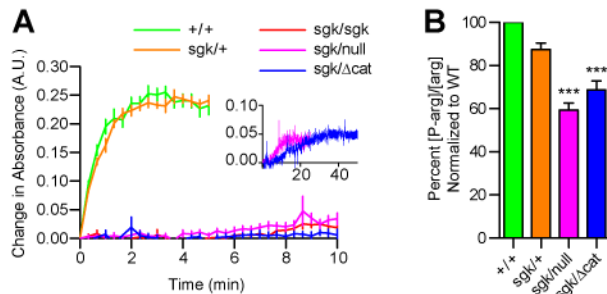 A
+/+
sgk/+
sgk/sgk
sgk/null
sgk/Δcat
Change in Absorbance (A.U.)
0.30
0.25
0.20
0.15
0.10
0.05
0.00
0 2 4 6 8 10
Time (min)
0.10
0.05
0.00
20 40
B
Percent [P-arg]/[arg]
Normalized to WT
100
80
60
40
20
0
***
***
+/+
sgk/+
sgk/null
sgk/Δcat